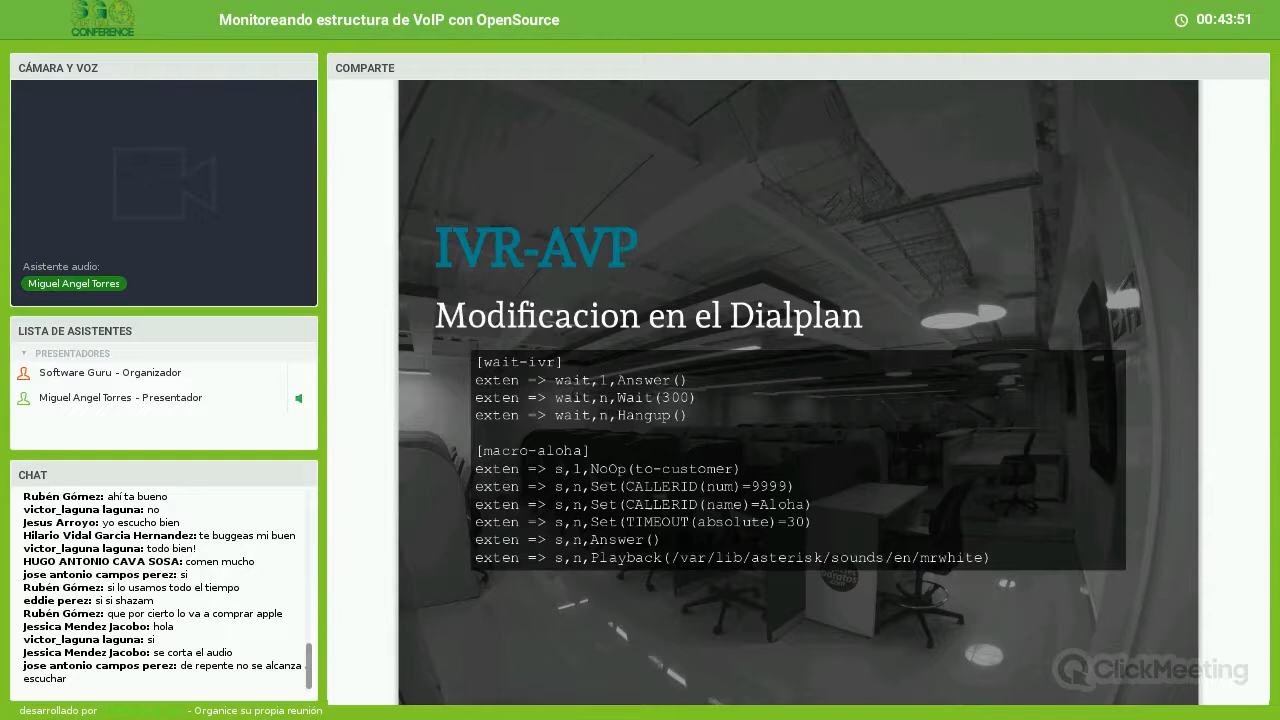 SG
CONFERENCE
Monitoreando estructura de VoIP con OpenSource
00:43:51
CÁMARA Y VOZ
Asistente audio:
Miguel Angel Torres
LISTA DE ASISTENTES
PRESENTADORES
Software Guru - Organizador
Miguel Angel Torres - Presentador
CHAT
Rubén Gómez: ahí ta bueno
victor_laguna laguna: no
Jesus Arroyo: yo escucho bien
Hilario Vidal Garcia Hernandez: te buggeas mi buen
victor_laguna laguna: todo bien!
HUGO ANTONIO CAVA SOSA: comen mucho
jose antonio campos perez: si
Rubén Gómez: si lo usamos todo el tiempo
eddie perez: si si shazam
Rubén Gómez: que por cierto lo va a comprar apple
Jessica Mendez Jacobo: hola
victor_laguna laguna: si
Jessica Mendez Jacobo: se corta el audio
jose antonio campos perez: de repente no se alcanza a
escuchar
desarrollado por - Organice su propia reunión
COMPARTE
IVR-AVP
Modificacion en el Dialplan
[wait-ivr]
exten => wait,1,Answer()
exten => wait,n,Wait(300)
exten => wait,n,Hangup()
[macro-aloha]
exten => s,1,NoOp(to-customer)
exten => s,n,Set(CALLERID(num)=9999)
exten => s,n,Set(CALLERID(name)=Aloha)
exten => s,n,Set(TIMEOUT(absolute)=30)
exten => s,n,Answer()
exten => s,n,Playback(/var/lib/asterisk/sounds/en/mrwhite)
ClickMeeting